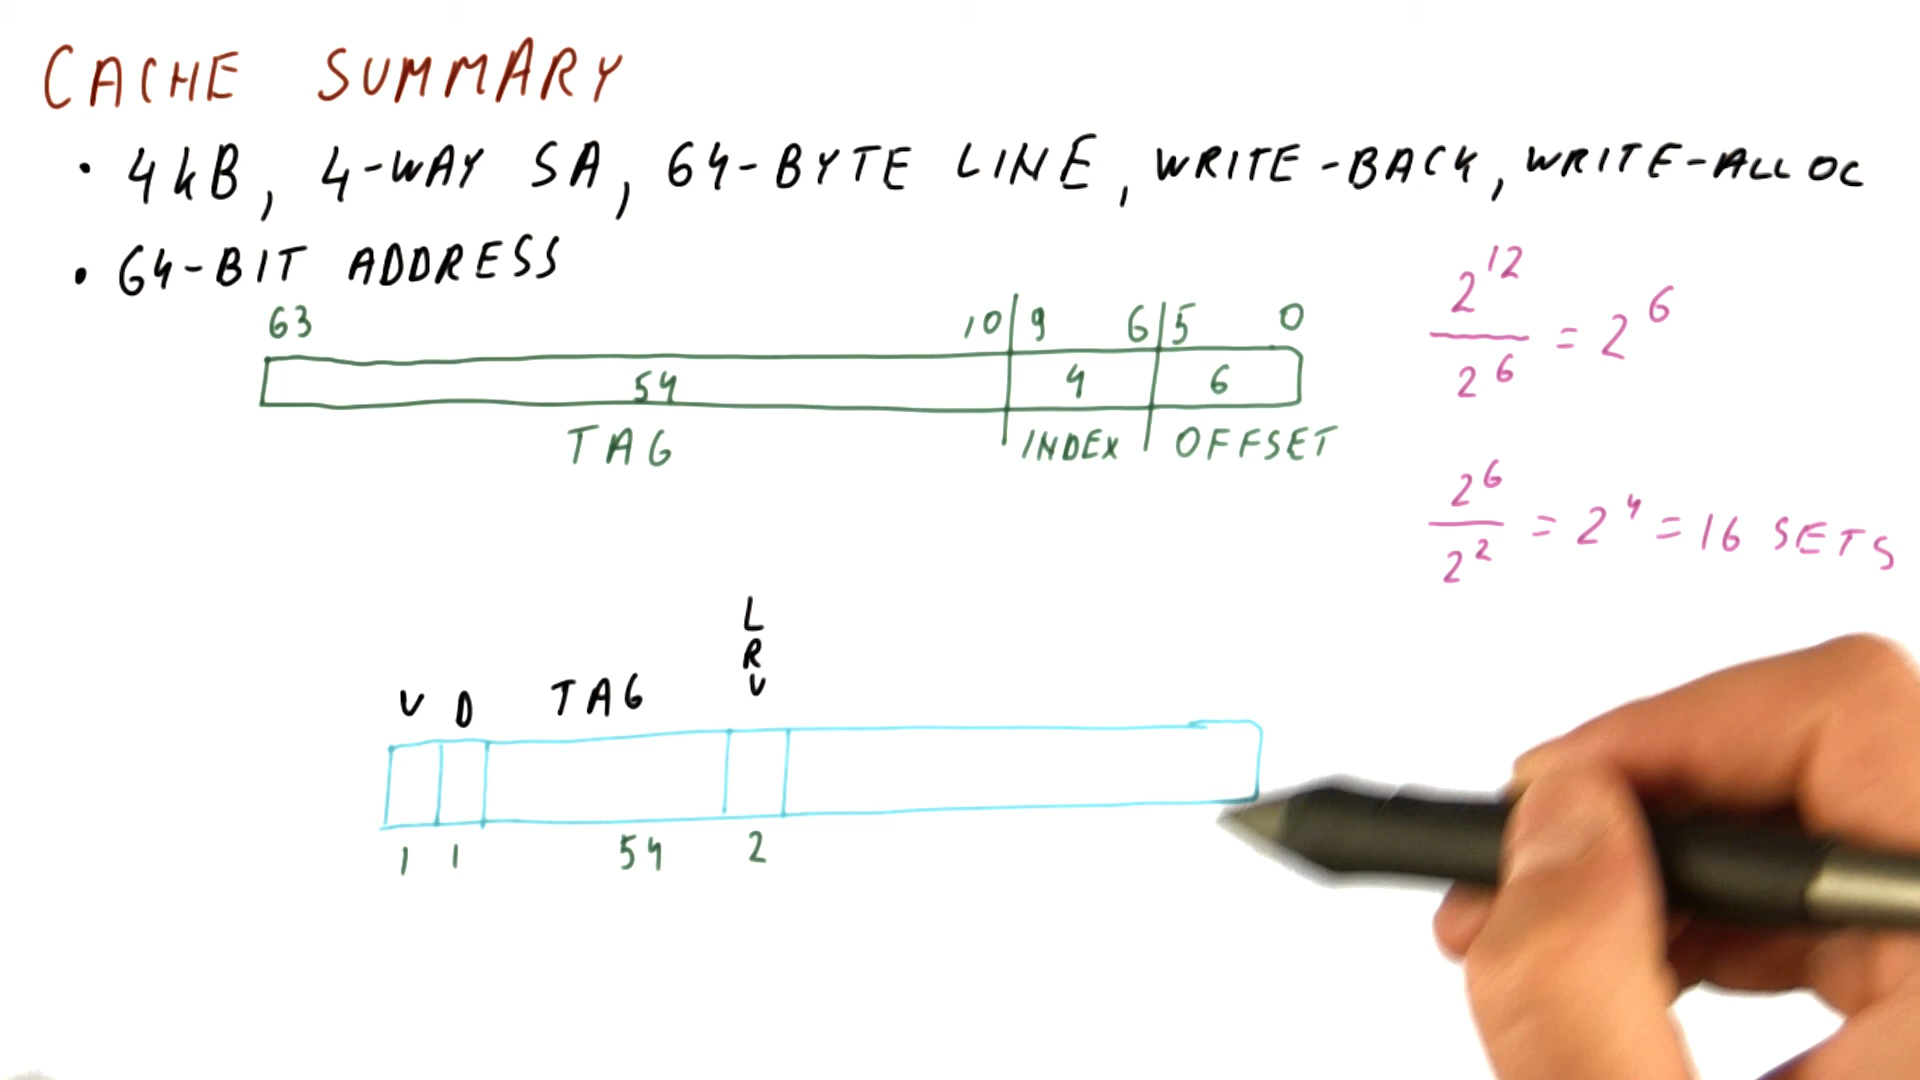 CACHE SUMMARY
• 4kB, 4-WAY SA, 64-BYTE LINE, WRITE-BACK, WRITE-ALLOC
• 64-BIT ADDRESS
63 10 9 6 5 0
54 4 6
TAG INDEX OFFSET
2^12 / 2^6 = 2^6
2^6 / 2^2 = 2^4 = 16 SETS
V D TAG LRU
1 1 54 2